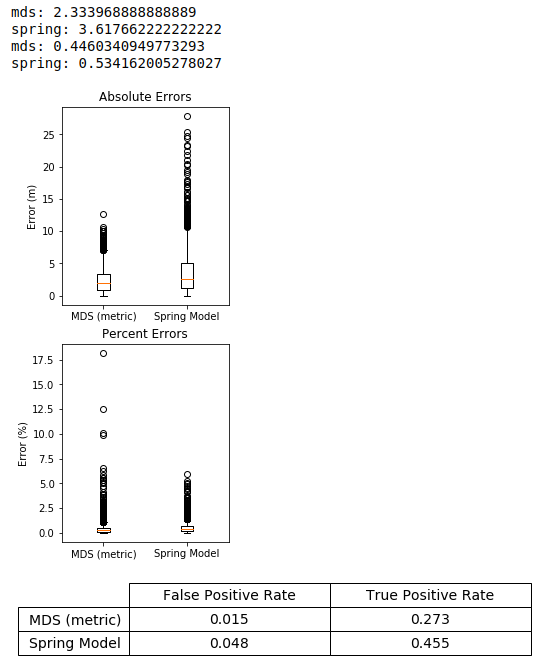 mds: 2.333968888888889
spring: 3.617662222222222
mds: 0.4460340949773293
spring: 0.534162005278027
Absolute Errors
25
20
15
10
5
0
Error (m)
MDS (metric) Spring Model
Percent Errors
17.5
15.0
12.5
10.0
7.5
5.0
2.5
0.0
Error (%)
MDS (metric) Spring Model
False Positive Rate True Positive Rate
MDS (metric) 0.015 0.273
Spring Model 0.048 0.455